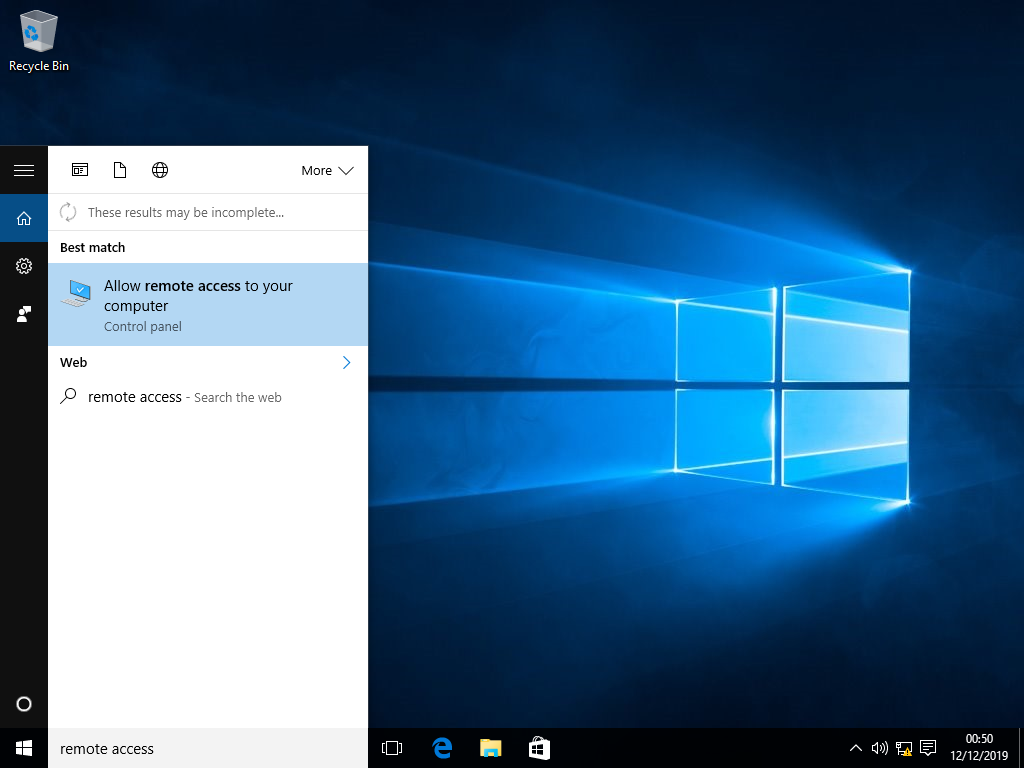 Recycle Bin
More
These results may be incomplete...
Best match
Allow remote access to your
computer
Control panel
Web
remote access - Search the web
remote access
00:50
12/12/2019